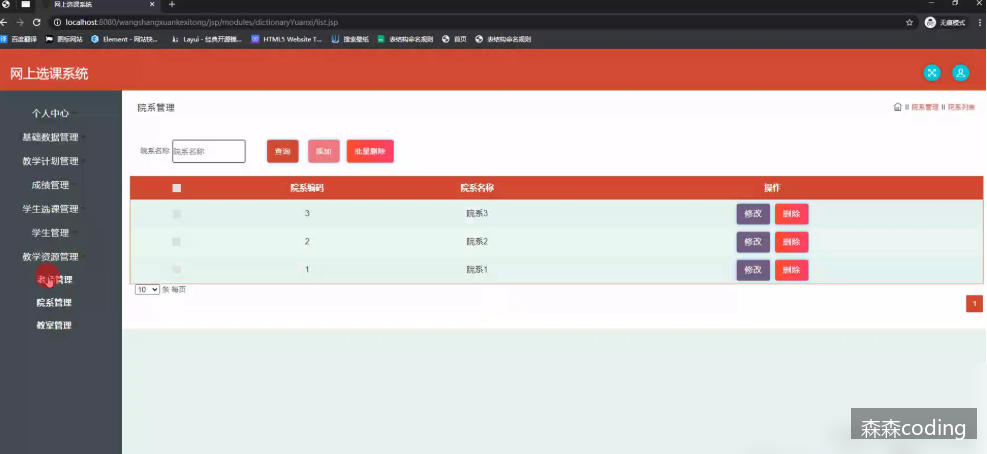 网上选课系统
localhost:8080/wangshangxuankexitong/jsp/modules/dictionaryYuanxi/list.jsp
无痕模式
百度翻译 图标网站 Element - 网站快... Layui - 经典开源模... HTML5 Website T... 搜索壁纸 表结构命名规则 首页 表结构命名规则
网上选课系统
个人中心
基础数据管理
教学计划管理
成绩管理
学生选课管理
学生管理
教学资源管理
管理
院系管理
教室管理
院系管理
院系管理 院系列表
院系名称 院系名称 查询 添加 批量删除
院系编码 院系名称 操作
3 院系3 修改 删除
2 院系2 修改 删除
1 院系1 修改 删除
10 条 每页
1
森森coding